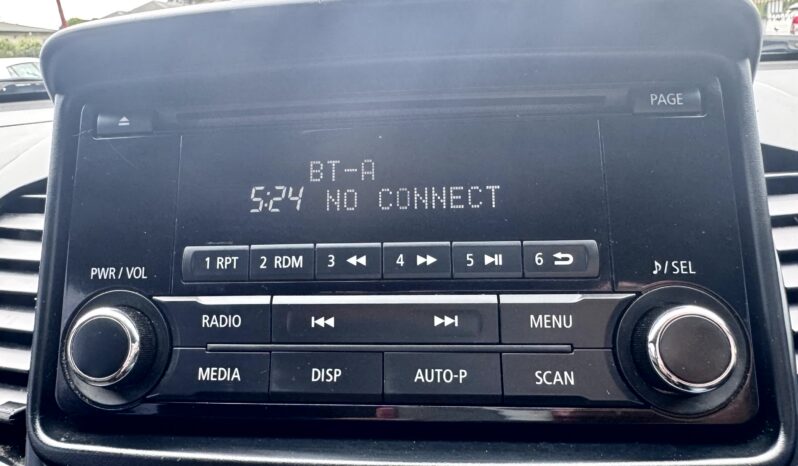 PAGE
BT-A
5:24 NO CONNECT
1 RPT 2 RDM 3 4 5 6
PWR / VOL
/ SEL
RADIO MENU
MEDIA DISP AUTO-P SCAN